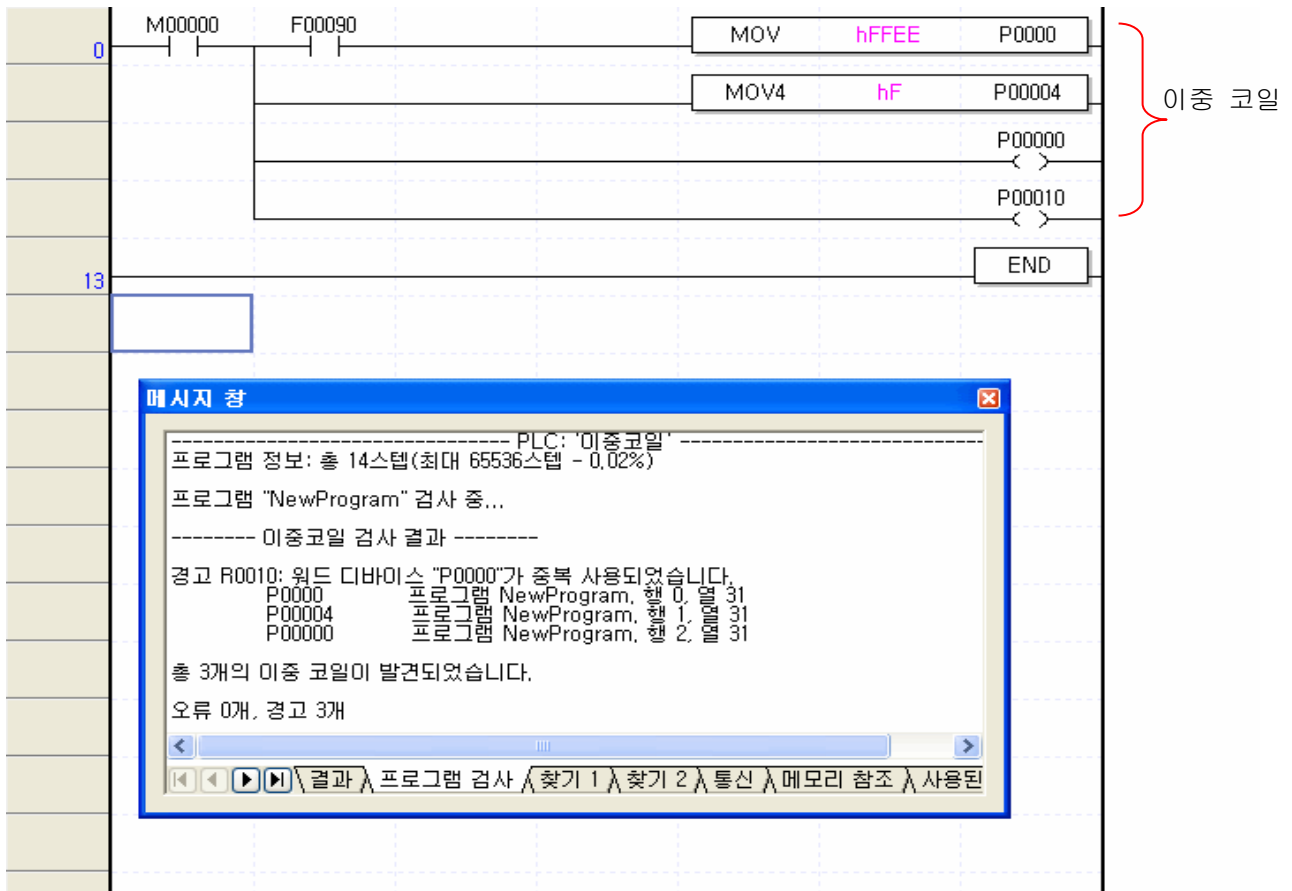 M00000 F00090
0 MOV hFFEE P0000
MOV4 hF P00004
이중 코일
P00000
P00010
13 END
메시지 창
-------------------------------- PLC: '이중코일' -----------------------------
프로그램 정보: 총 14스텝(최대 65536스텝 - 0.02%)
프로그램 "NewProgram" 검사 중...
-------- 이중코일 검사 결과 --------
경고 R0010: 워드 디바이스 "P0000"가 중복 사용되었습니다.
P0000 프로그램 NewProgram, 행 0, 열 31
P00004 프로그램 NewProgram, 행 1, 열 31
P00000 프로그램 NewProgram, 행 2, 열 31
총 3개의 이중 코일이 발견되었습니다.
오류 0개, 경고 3개
결과 프로그램 검사 찾기 1 찾기 2 통신 메모리 참조 사용된